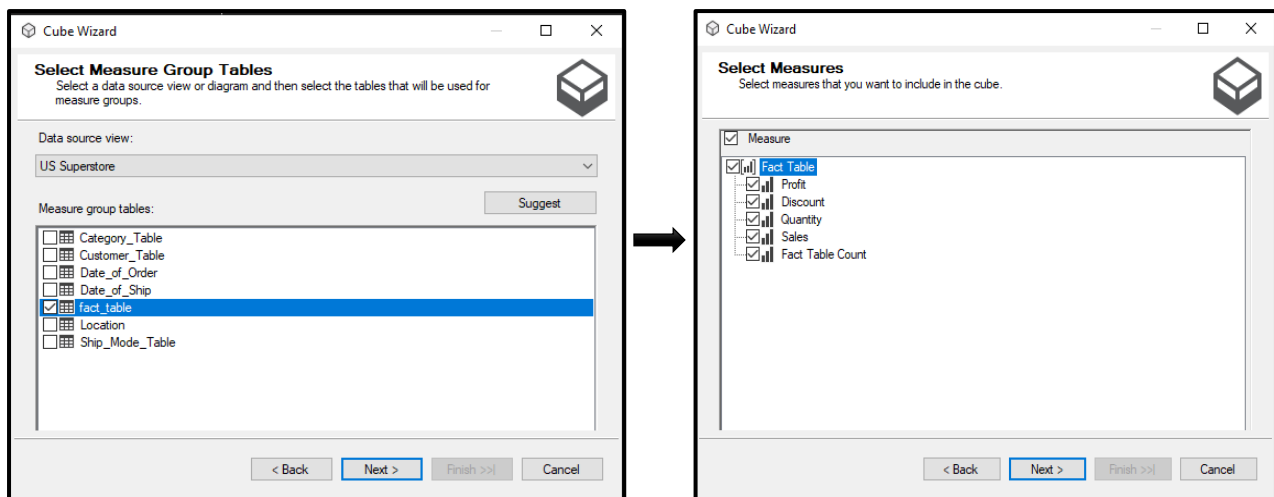 Cube Wizard
Select Measure Group Tables
Select a data source view or diagram and then select the tables that will be used for
measure groups.
Data source view:
US Superstore
Measure group tables:
Suggest
Category_Table
Customer_Table
Date_of_Order
Date_of_Ship
fact_table
Location
Ship_Mode_Table
< Back
Next >
Finish >>|
Cancel
Cube Wizard
Select Measures
Select measures that you want to include in the cube.
Measure
Fact Table
Profit
Discount
Quantity
Sales
Fact Table Count
< Back
Next >
Finish >>|
Cancel